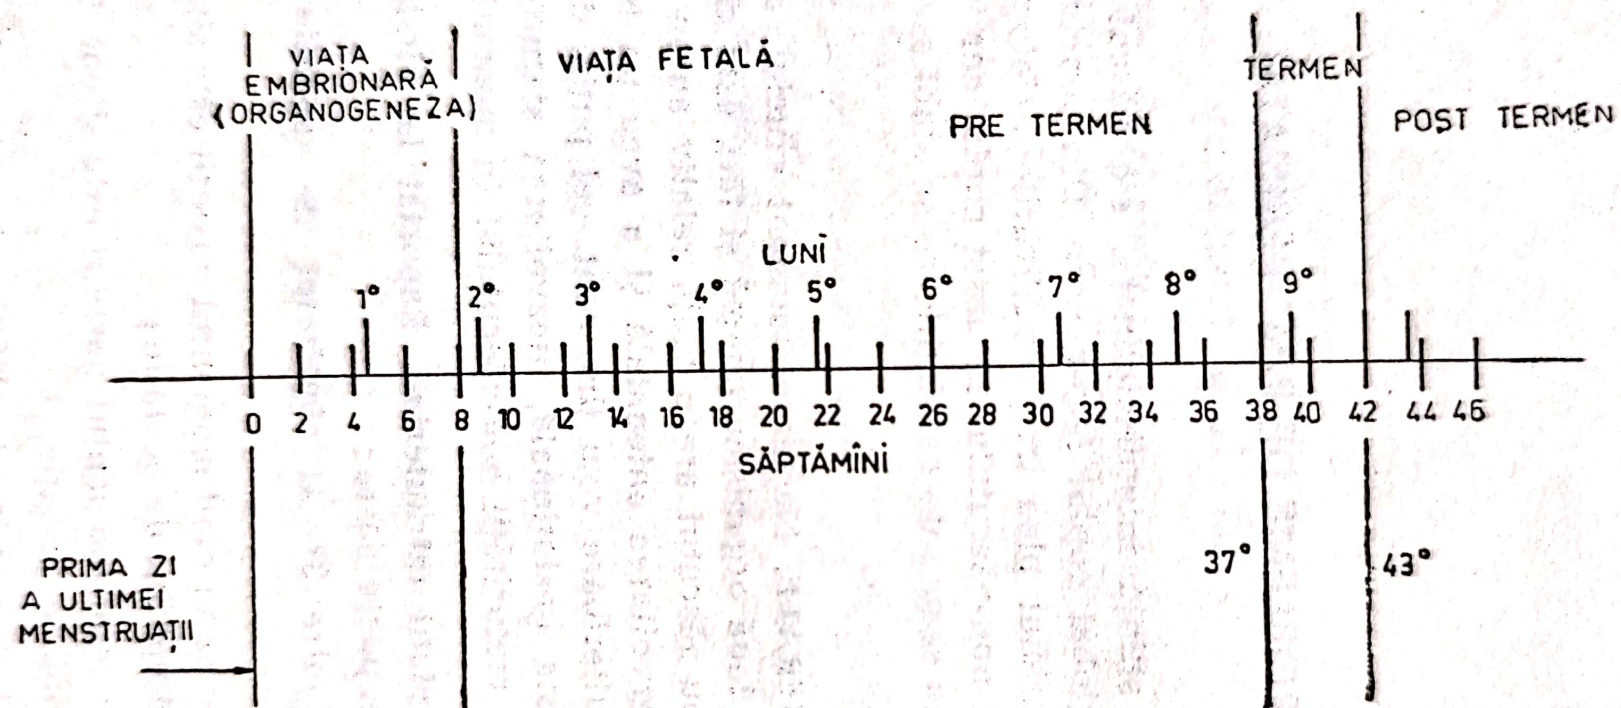 VIAȚA
EMBRIONARĂ
(ORGANOGENEZA)
VIAȚA FETALĂ
TERMEN
PRE TERMEN
POST TERMEN
LUNI
1° 2° 3° 4° 5° 6° 7° 8° 9°
0 2 4 6 8 10 12 14 16 18 20 22 24 26 28 30 32 34 36 38 40 42 44 46
SĂPTĂMÎNI
37° 43°
PRIMA ZI
A ULTIMEI
MENSTRUAȚII